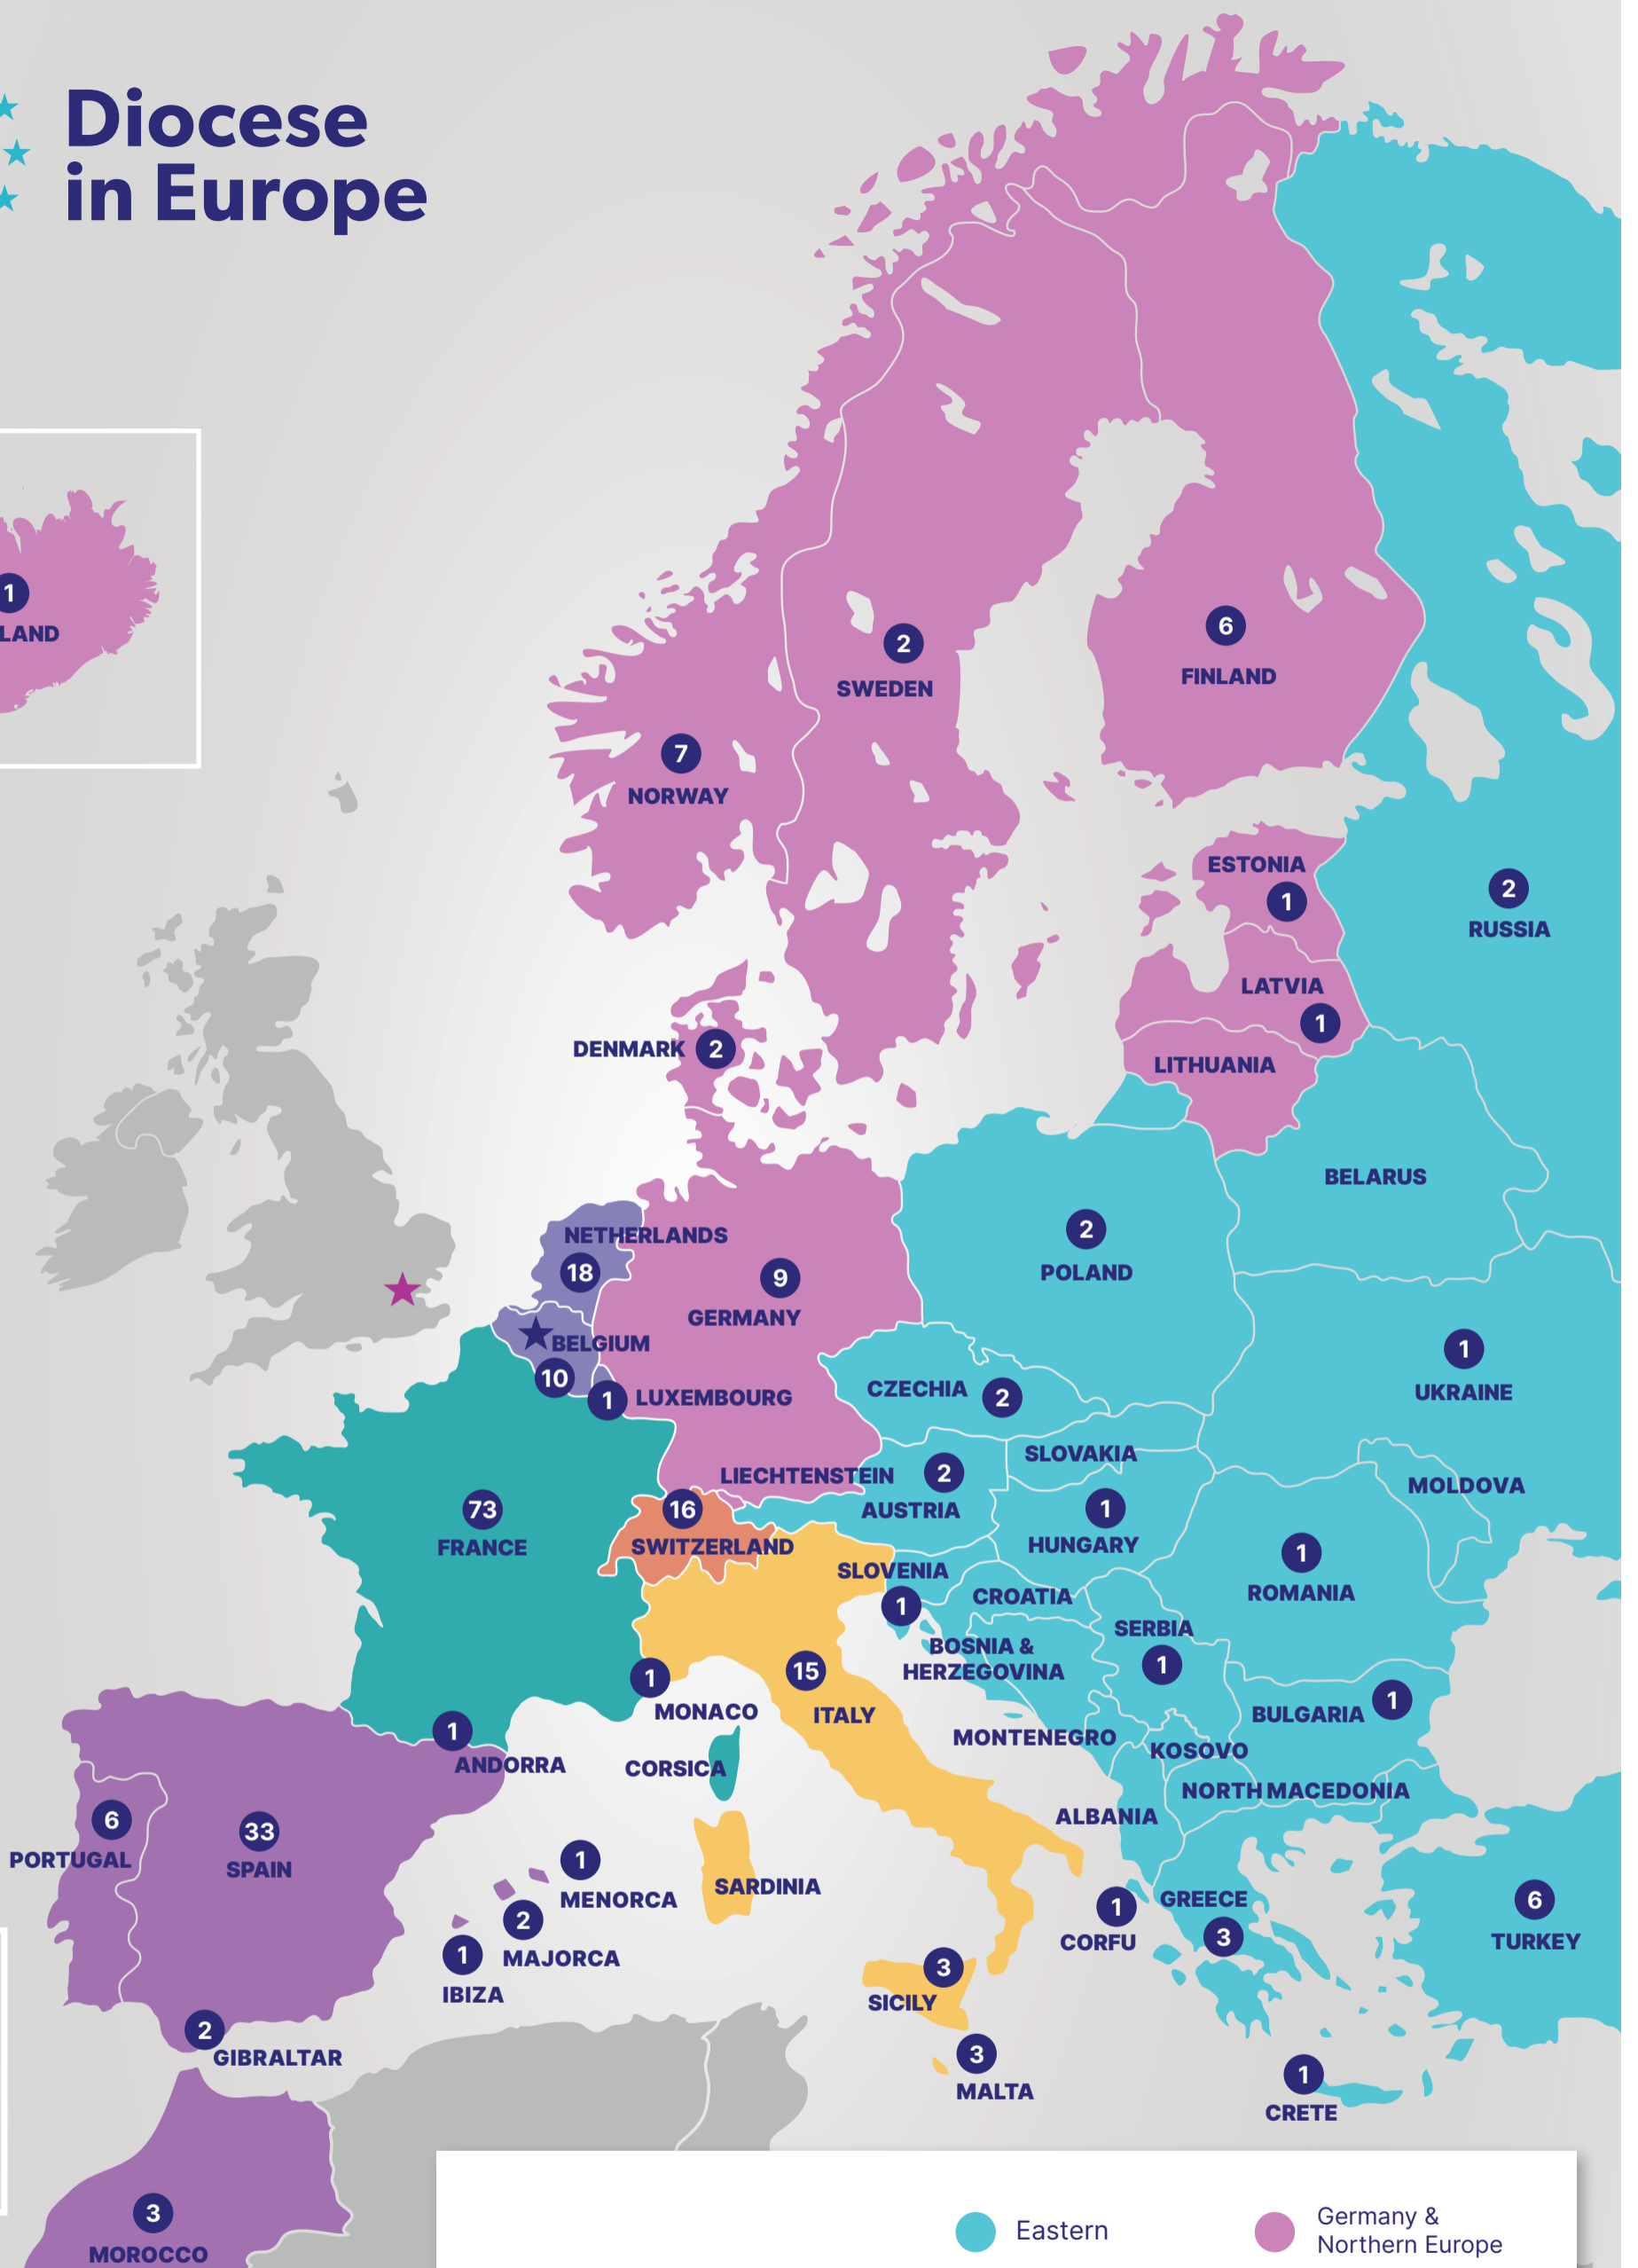 Diocese
in Europe
1
LAND
2
SWEDEN
6
FINLAND
7
NORWAY
ESTONIA
1
2
RUSSIA
LATVIA
1
DENMARK 2
LITHUANIA
BELARUS
NETHERLANDS
18
2
POLAND
9
GERMANY
BELGIUM
10
1 LUXEMBOURG
CZECHIA 2
1
UKRAINE
SLOVAKIA
LIECHTENSTEIN
2
AUSTRIA
MOLDOVA
73
FRANCE
16
SWITZERLAND
1
HUNGARY
1
ROMANIA
SLOVENIA
1
CROATIA
SERBIA
1
BOSNIA &
HERZEGOVINA
1
MONACO
15
ITALY
BULGARIA 1
MONTENEGRO
KOSOVO
1
ANDORRA
CORSICA
NORTH MACEDONIA
ALBANIA
6
PORTUGAL
33
SPAIN
1
MENORCA
SARDINIA
2
MAJORCA
1
IBIZA
1
CORFU
GREECE
3
6
TURKEY
3
SICILY
2
GIBRALTAR
3
MALTA
1
CRETE
3
MOROCCO
Eastern
Germany &
Northern Europe